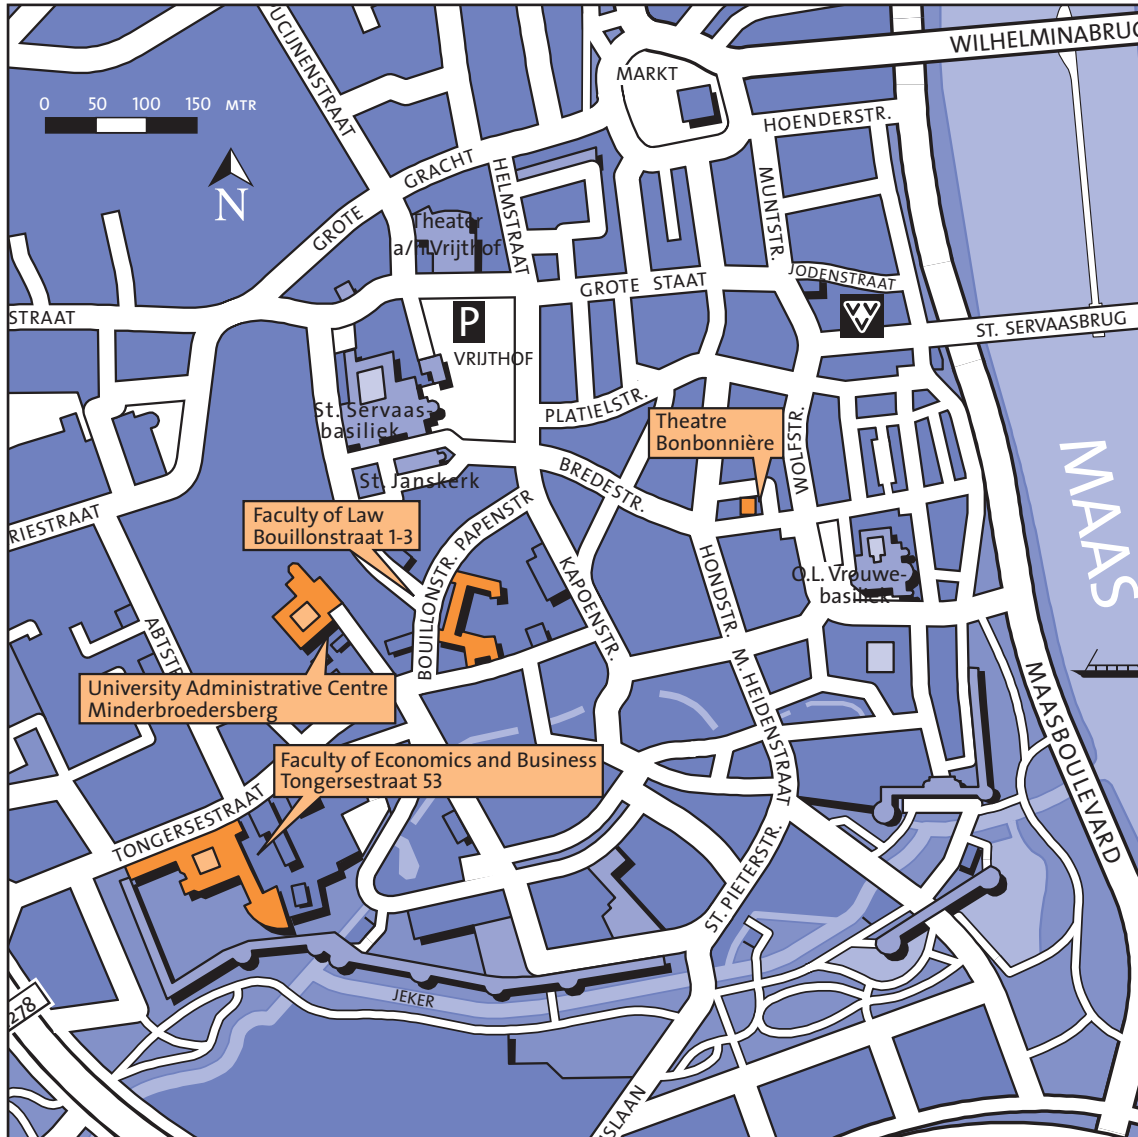 UCIJNENSTRAAT
WILHELMINABRUG
MARKT
0 50 100 150 MTR
HOENDERSTR.
GROTE GRACHT
HELMSTRAAT
MUNTSTR.
N
Theater
a/h Vrijthof
JODENSTRAAT
GROTE STAAT
STRAAT
P
VVV
ST. SERVAASBRUG
VRIJTHOF
St. Servaas-
basiliek
PLATIELSTR.
Theatre
Bonbonnière
WOLFSTR.
MAAS
St. Janskerk
BREDESTR.
RIESTRAAT
Faculty of Law
Bouillonstraat 1-3
PAPENSTR.
BOUILLONSTR.
KAPOENSTR.
HONDSTR.
O.L. Vrouwe-
basiliek
ABTSTR
M. HEIDENSTRAAT
MAASBOULEVARD
University Administrative Centre
Minderbroedersberg
Faculty of Economics and Business
Tongersestraat 53
TONGERSESTRAAT
ST. PIETERSTR.
JEKER
278
SLAAN